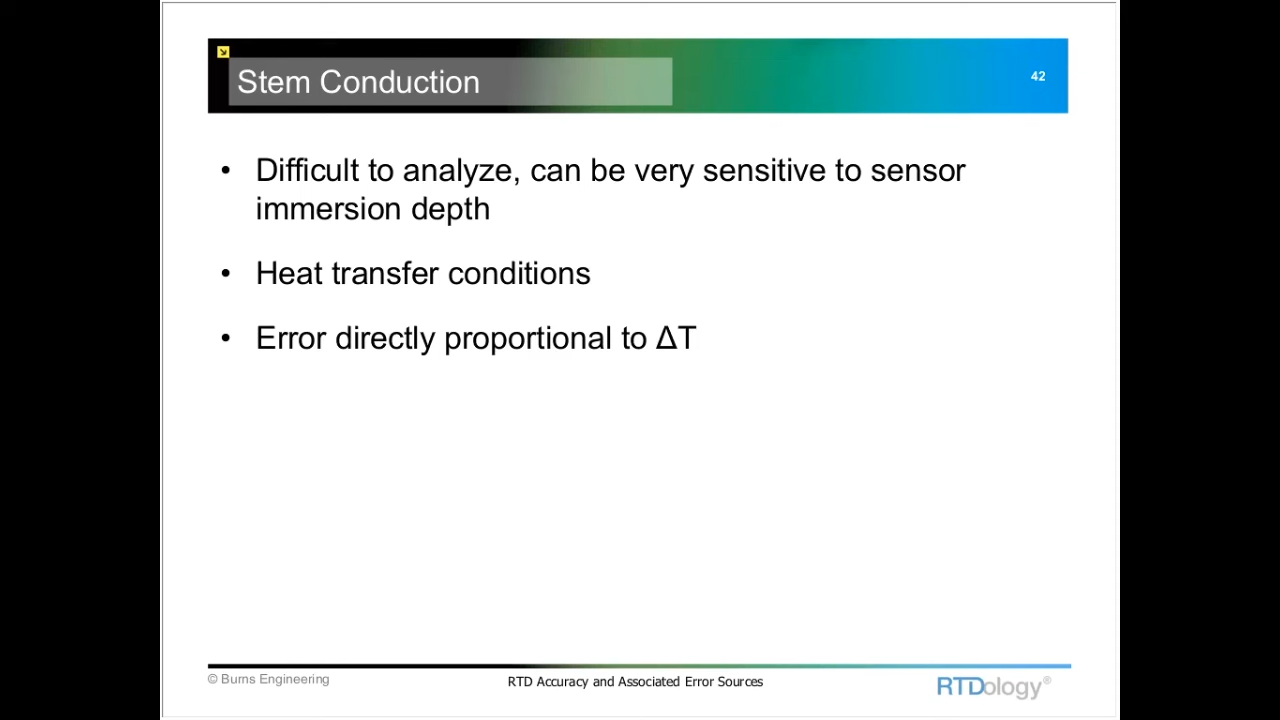 Stem Conduction
42
• Difficult to analyze, can be very sensitive to sensor
immersion depth
• Heat transfer conditions
• Error directly proportional to ΔT
© Burns Engineering
RTD Accuracy and Associated Error Sources
RTDology®